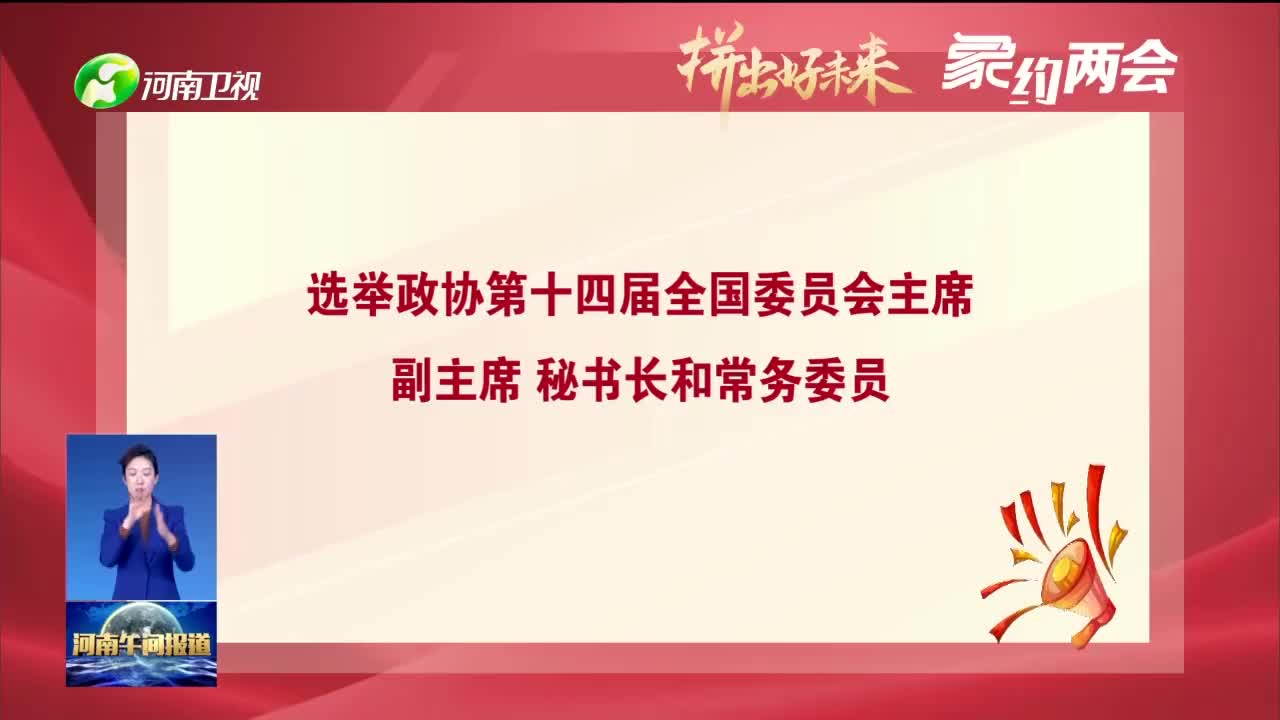 河南卫视
拼出好未来
象约两会
选举政协第十四届全国委员会主席
副主席 秘书长和常务委员
河南午间报道